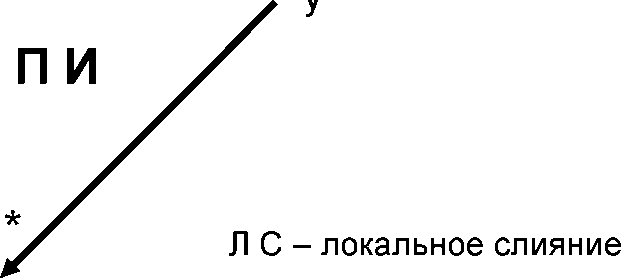 у
П И
*
Л С – локальное слияние